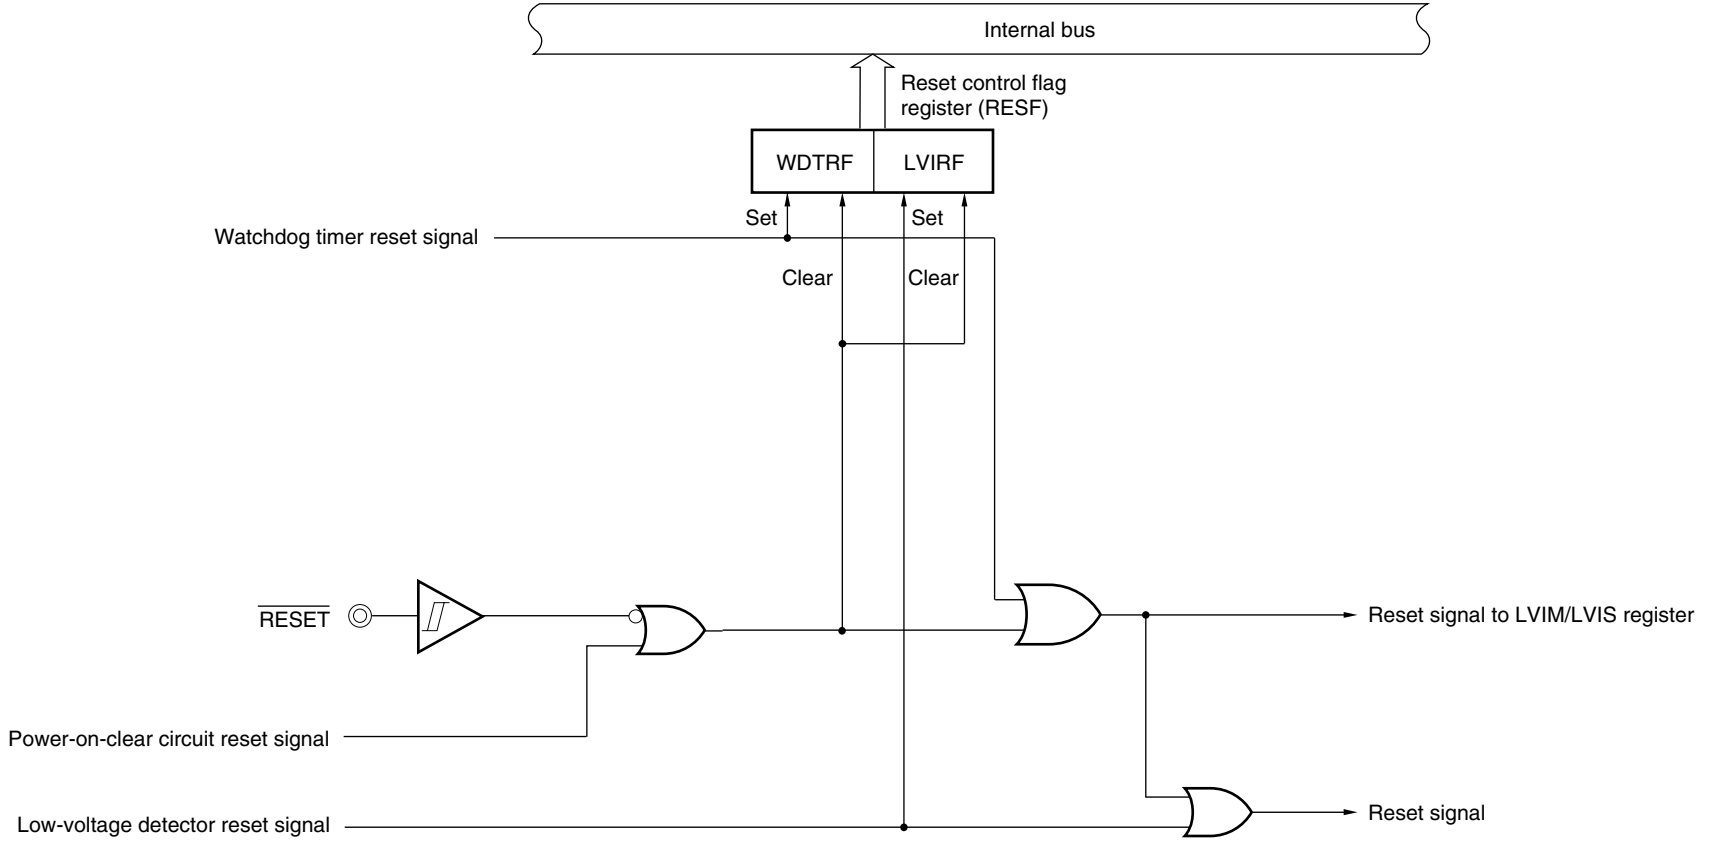 Internal bus
Reset control flag
register (RESF)
WDTRF
LVIRF
Set
Set
Watchdog timer reset signal
Clear
Clear
RESET
Reset signal to LVIM/LVIS register
Power-on-clear circuit reset signal
Low-voltage detector reset signal
Reset signal